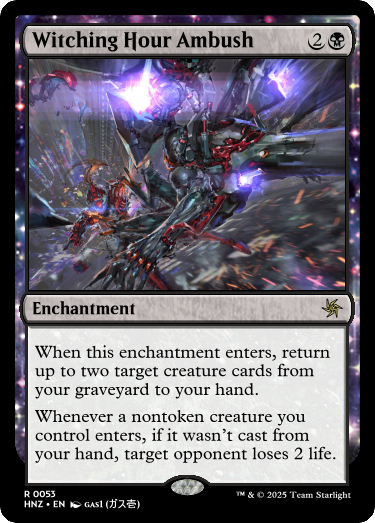 Witching Hour Ambush 2
Enchantment
When this enchantment enters, return
up to two target creature cards from
your graveyard to your hand.
Whenever a nontoken creature you
control enters, if it wasn't cast from
your hand, target opponent loses 2 life.
R 0053
HNZ • EN GAS1 (ガス壱)
™ & © 2025 Team Starlight